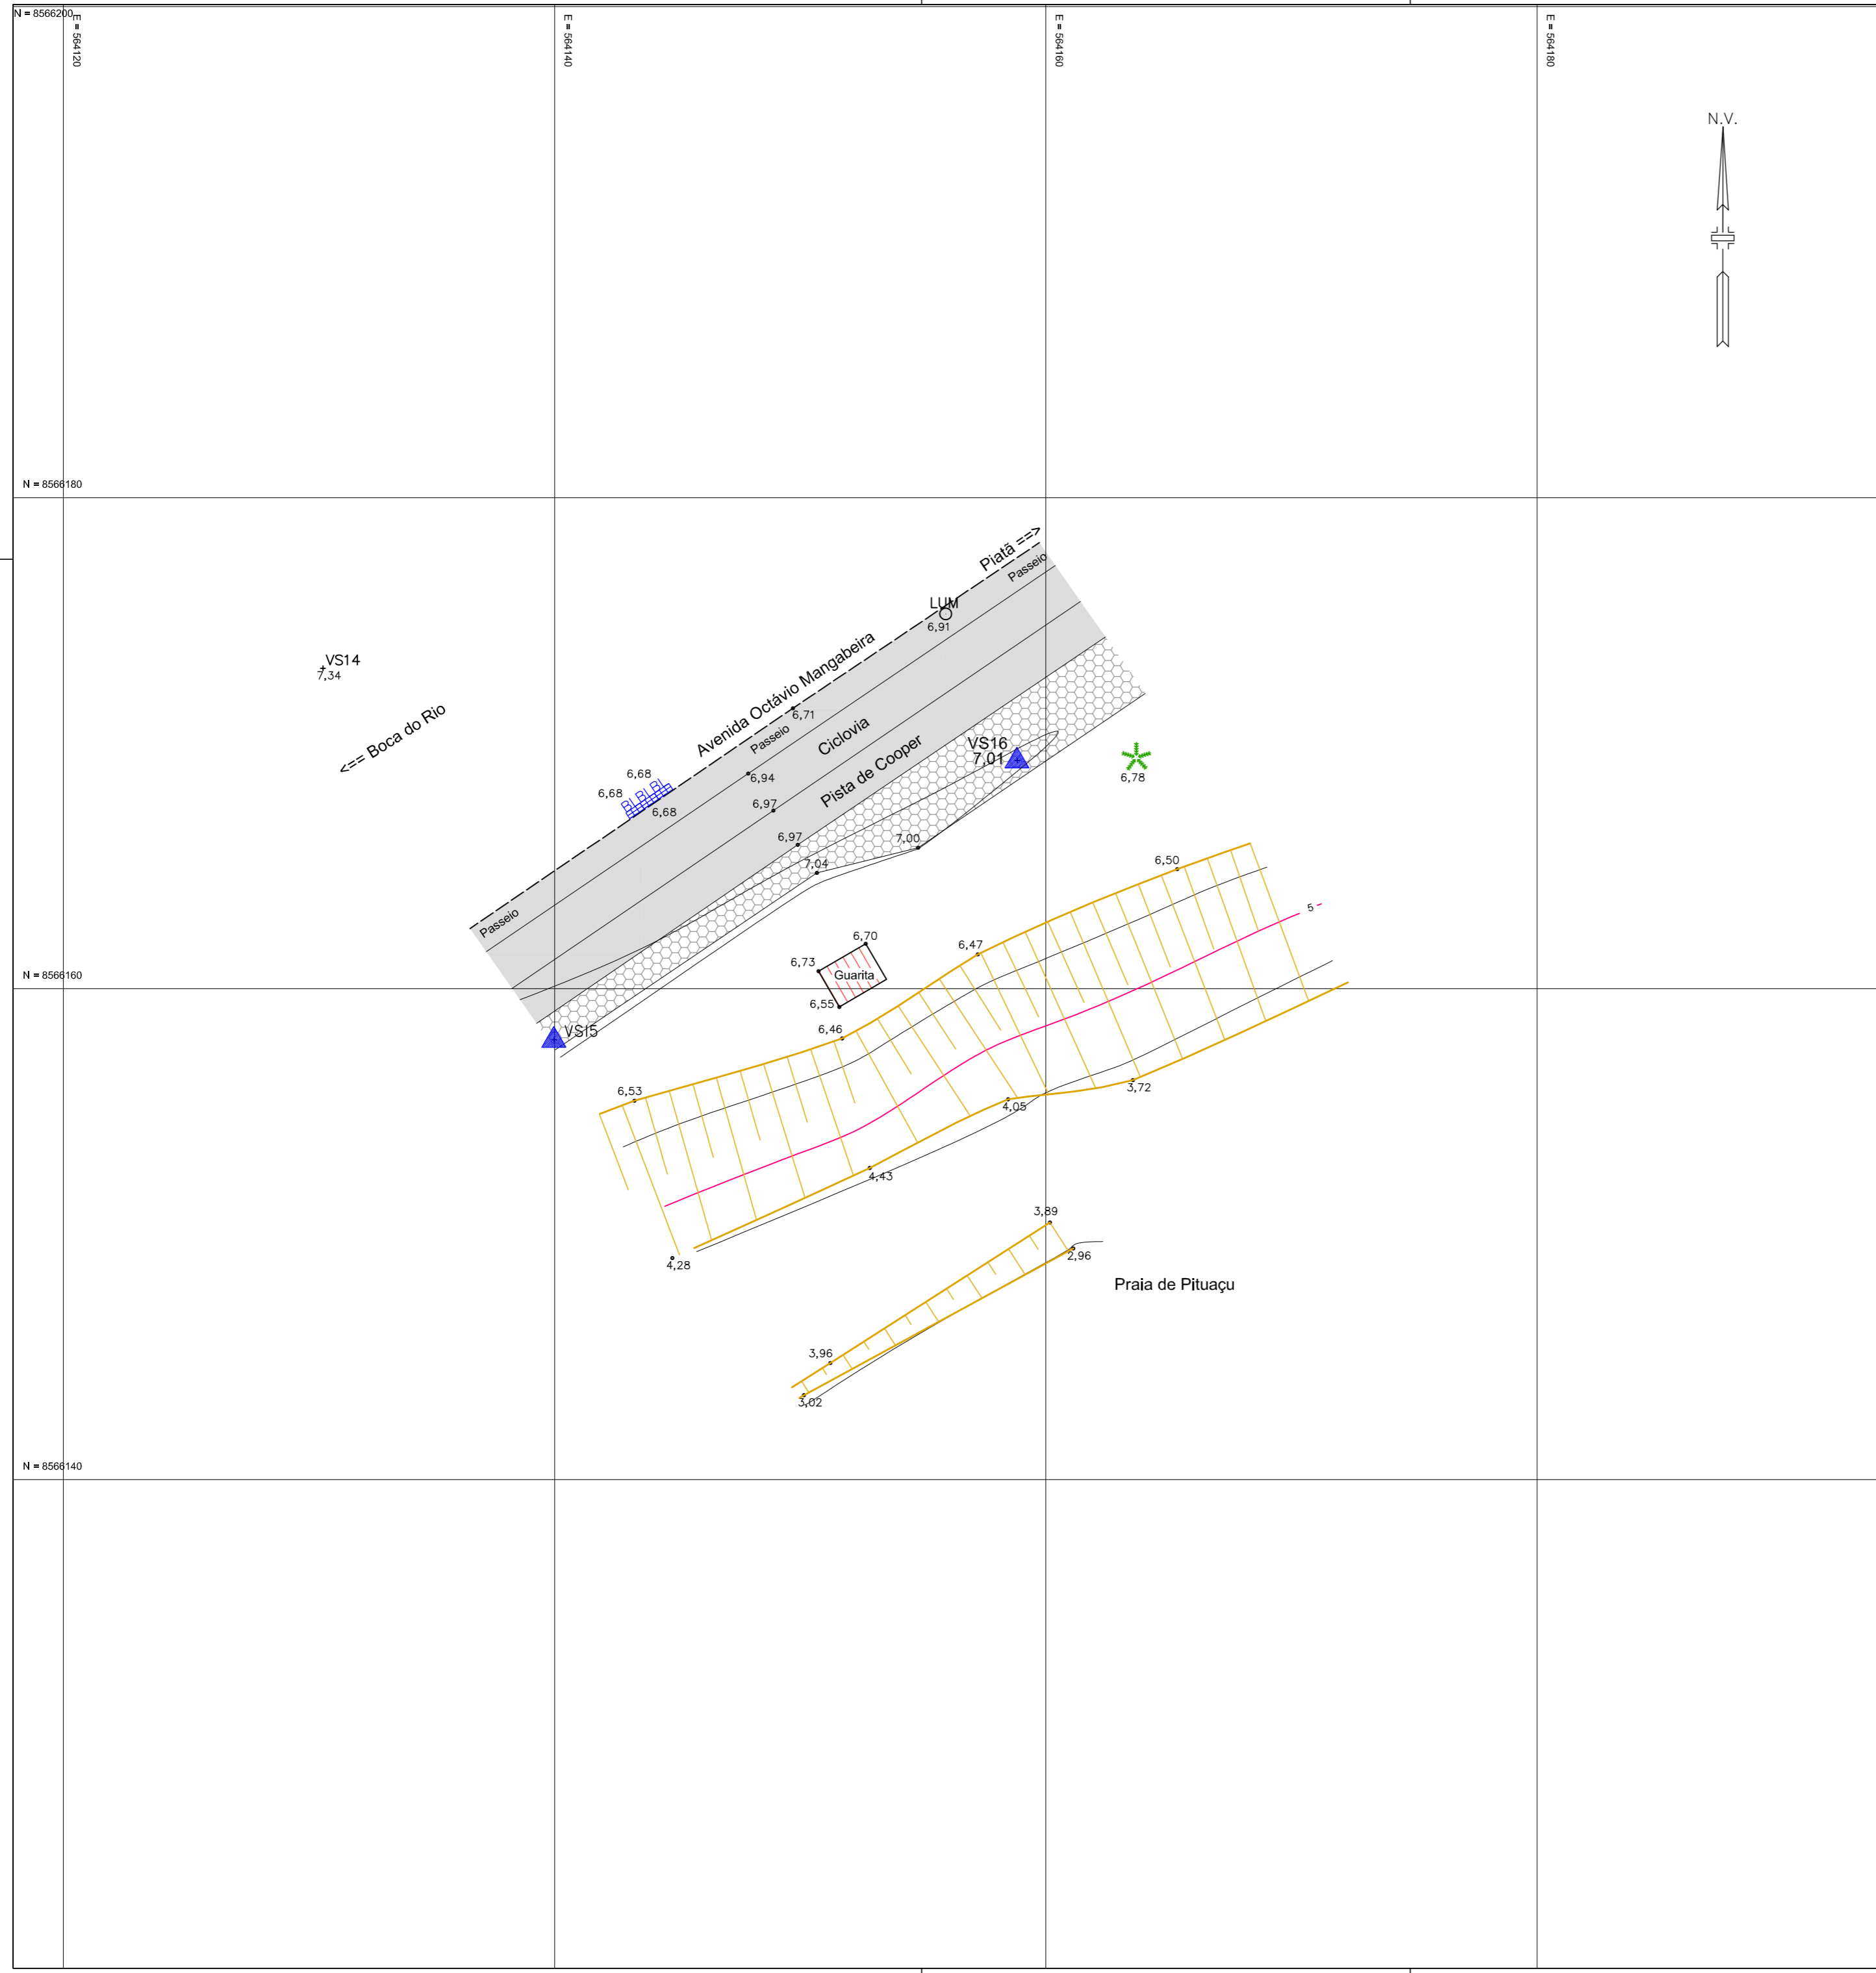 N = 8566200
E = 564120
E = 564140
E = 564160
E = 564180
N.V.
N = 8566180
Piatã ==>
Passeio
LUM
6,91
Avenida Octávio Mangabeira
VS14
7,34
<== Boca do Rio
6,71
Passeio
Ciclovia
Pista de Cooper
VS16
7,01
6,78
6,68
BL BL
6,68
6,68
6,94
6,97
6,97
7,00
7,04
6,50
5
Passeio
6,70
6,47
6,73
Guarita
N = 8566160
6,55
VS15
6,46
6,53
3,72
4,05
4,43
3,89
2,96
4,28
Praia de Pituaçu
3,96
3,02
N = 8566140